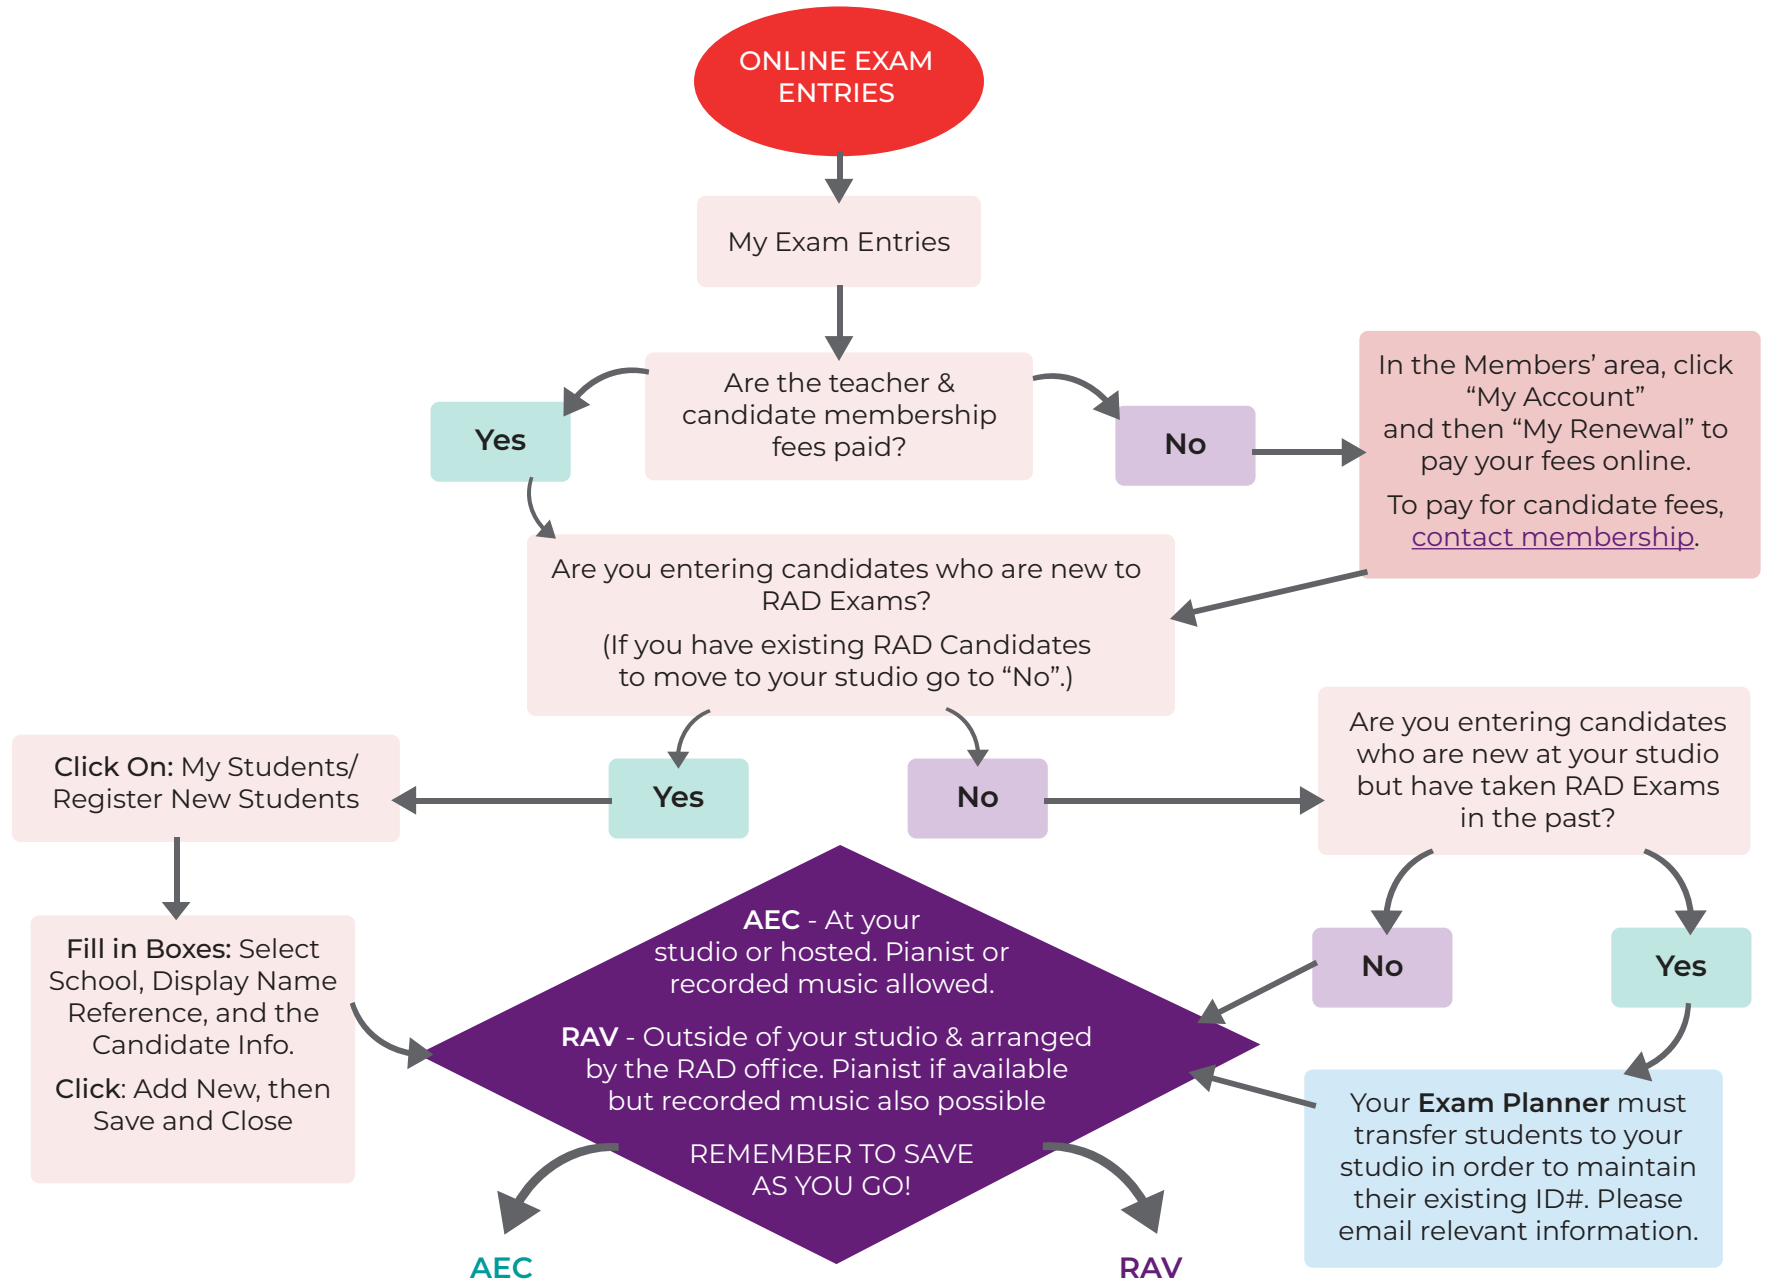 ONLINE EXAM
ENTRIES
My Exam Entries
Are the teacher &
candidate membership
fees paid?
Yes
No
In the Members’ area, click
“My Account”
and then “My Renewal” to
pay your fees online.
To pay for candidate fees,
contact membership.
Are you entering candidates who are new to
RAD Exams?
(If you have existing RAD Candidates
to move to your studio go to “No”.)
Yes
No
Click On: My Students/
Register New Students
Fill in Boxes: Select
School, Display Name
Reference, and the
Candidate Info.
Click: Add New, then
Save and Close
Are you entering candidates
who are new at your studio
but have taken RAD Exams
in the past?
No
Yes
Your Exam Planner must
transfer students to your
studio in order to maintain
their existing ID#. Please
email relevant information.
AEC - At your
studio or hosted. Pianist or
recorded music allowed.
RAV - Outside of your studio & arranged
by the RAD office. Pianist if available
but recorded music also possible
REMEMBER TO SAVE
AS YOU GO!
AEC
RAV